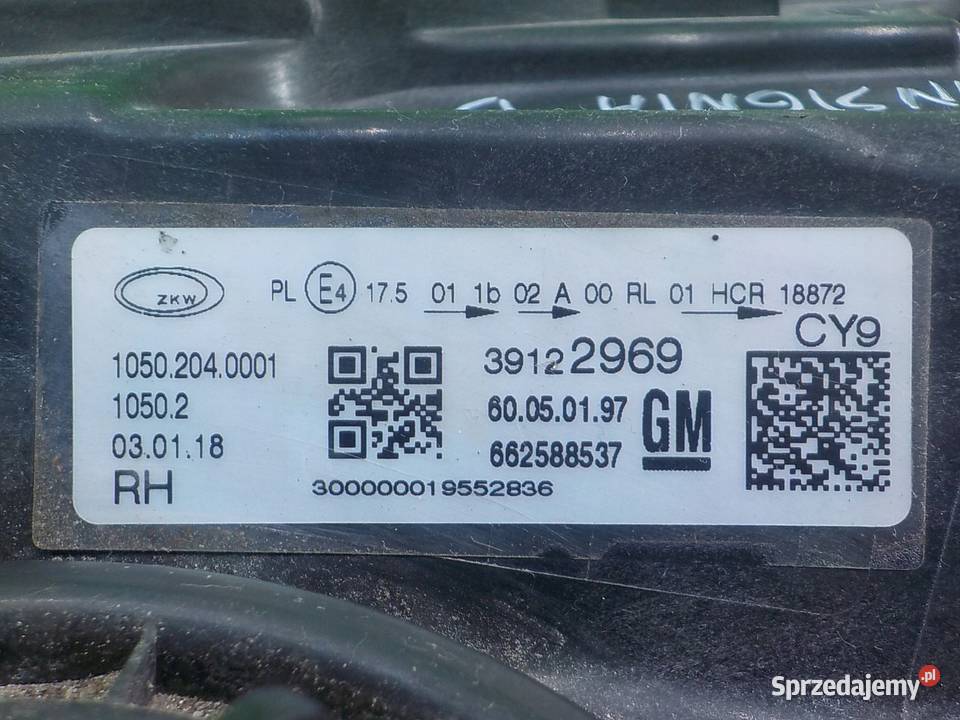 INSIGNIA
ZKW
PL E4 17.5 01 1b 02 A 00 RL 01 HCR 18872
CY9
1050.204.0001
39122969
1050.2
60.05.01.97
GM
03.01.18
662588537
RH
300000019552836
Sprzedajemy.pl